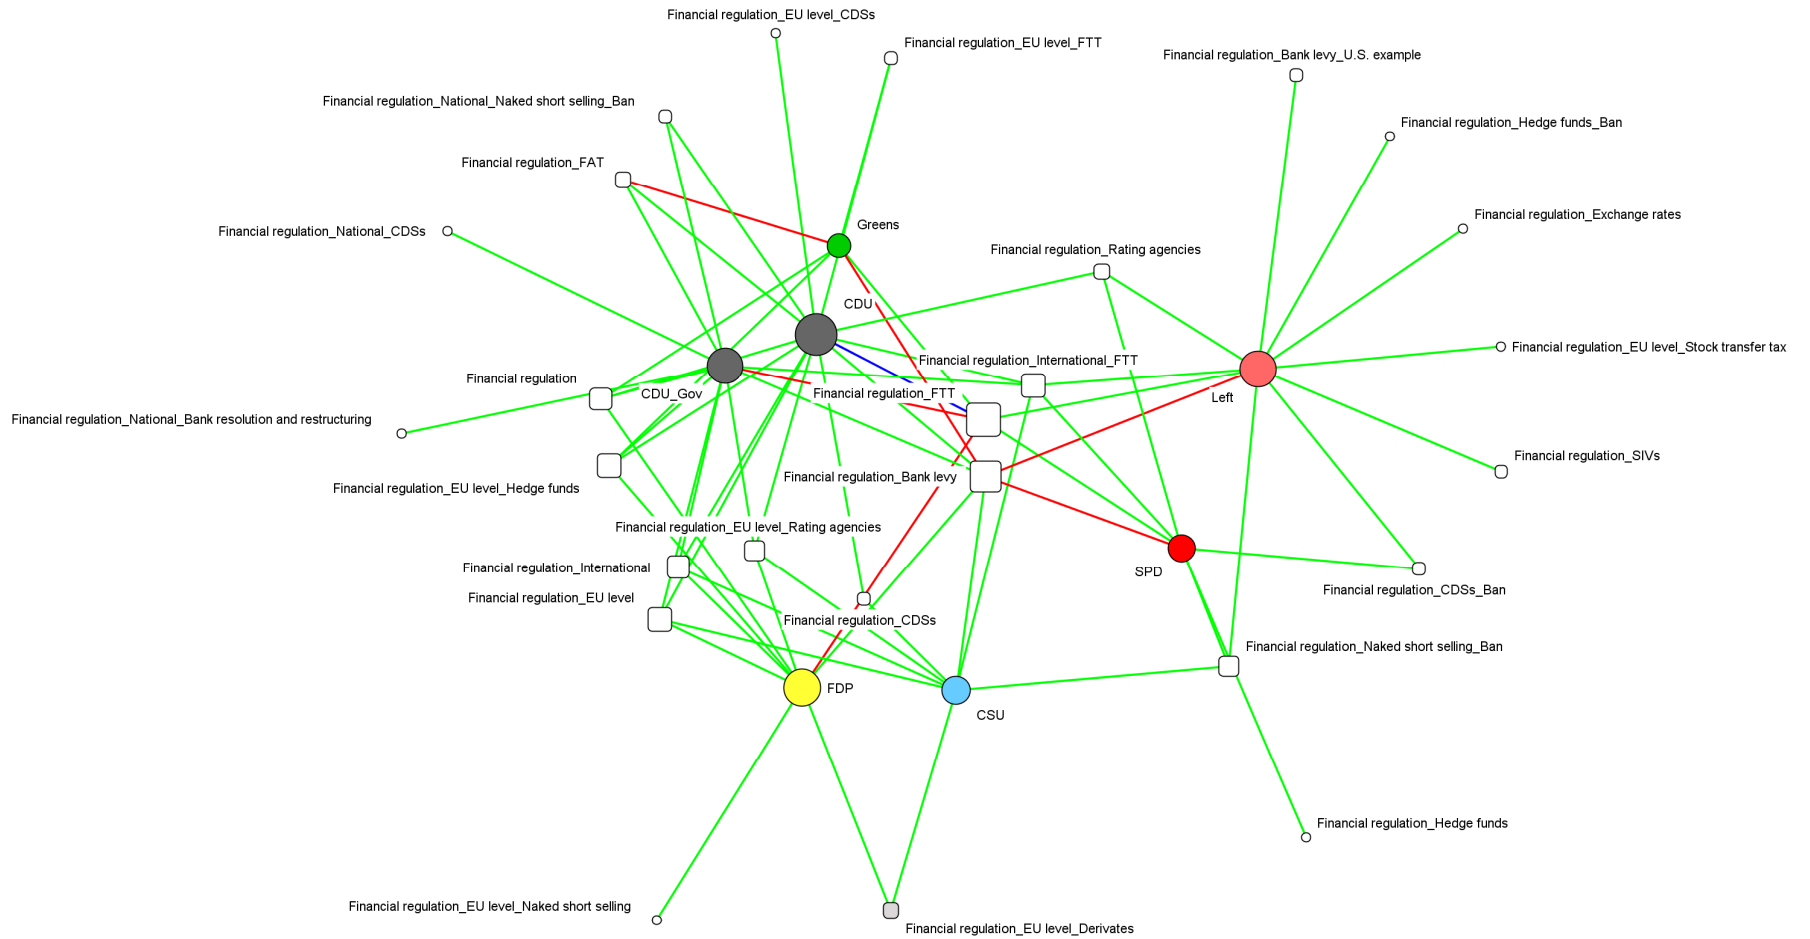 Financial regulation_EU level_CDSs
Financial regulation_EU level_FTT
Financial regulation_Bank levy_U.S. example
Financial regulation_National_Naked short selling_Ban
Financial regulation_Hedge funds_Ban
Financial regulation_FAT
Financial regulation_Exchange rates
Greens
Financial regulation_National_CDSs
Financial regulation_Rating agencies
CDU
Financial regulation_EU level_Stock transfer tax
Financial regulation_International_FTT
Financial regulation
CDU_Gov
Financial regulation_FTT
Left
Financial regulation_National_Bank resolution and restructuring
Financial regulation_SIVs
Financial regulation_Bank levy
Financial regulation_EU level_Hedge funds
Financial regulation_EU level_Rating agencies
Financial regulation_International
SPD
Financial regulation_CDSs_Ban
Financial regulation_EU level
Financial regulation_CDSs
Financial regulation_Naked short selling_Ban
FDP
CSU
Financial regulation_Hedge funds
Financial regulation_EU level_Naked short selling
Financial regulation_EU level_Derivates